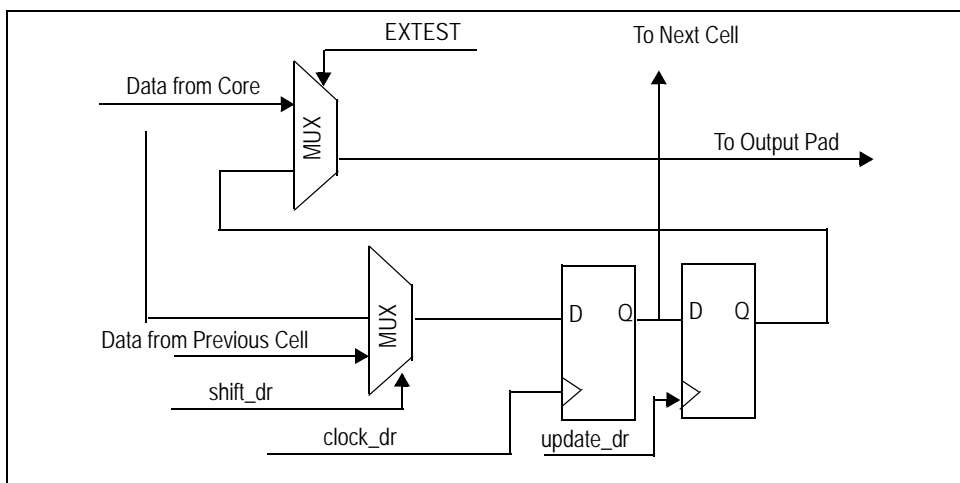 EXTEST
To Next Cell
Data from Core
MUX
To Output Pad
MUX
D Q
D Q
Data from Previous Cell
shift_dr
clock_dr
update_dr